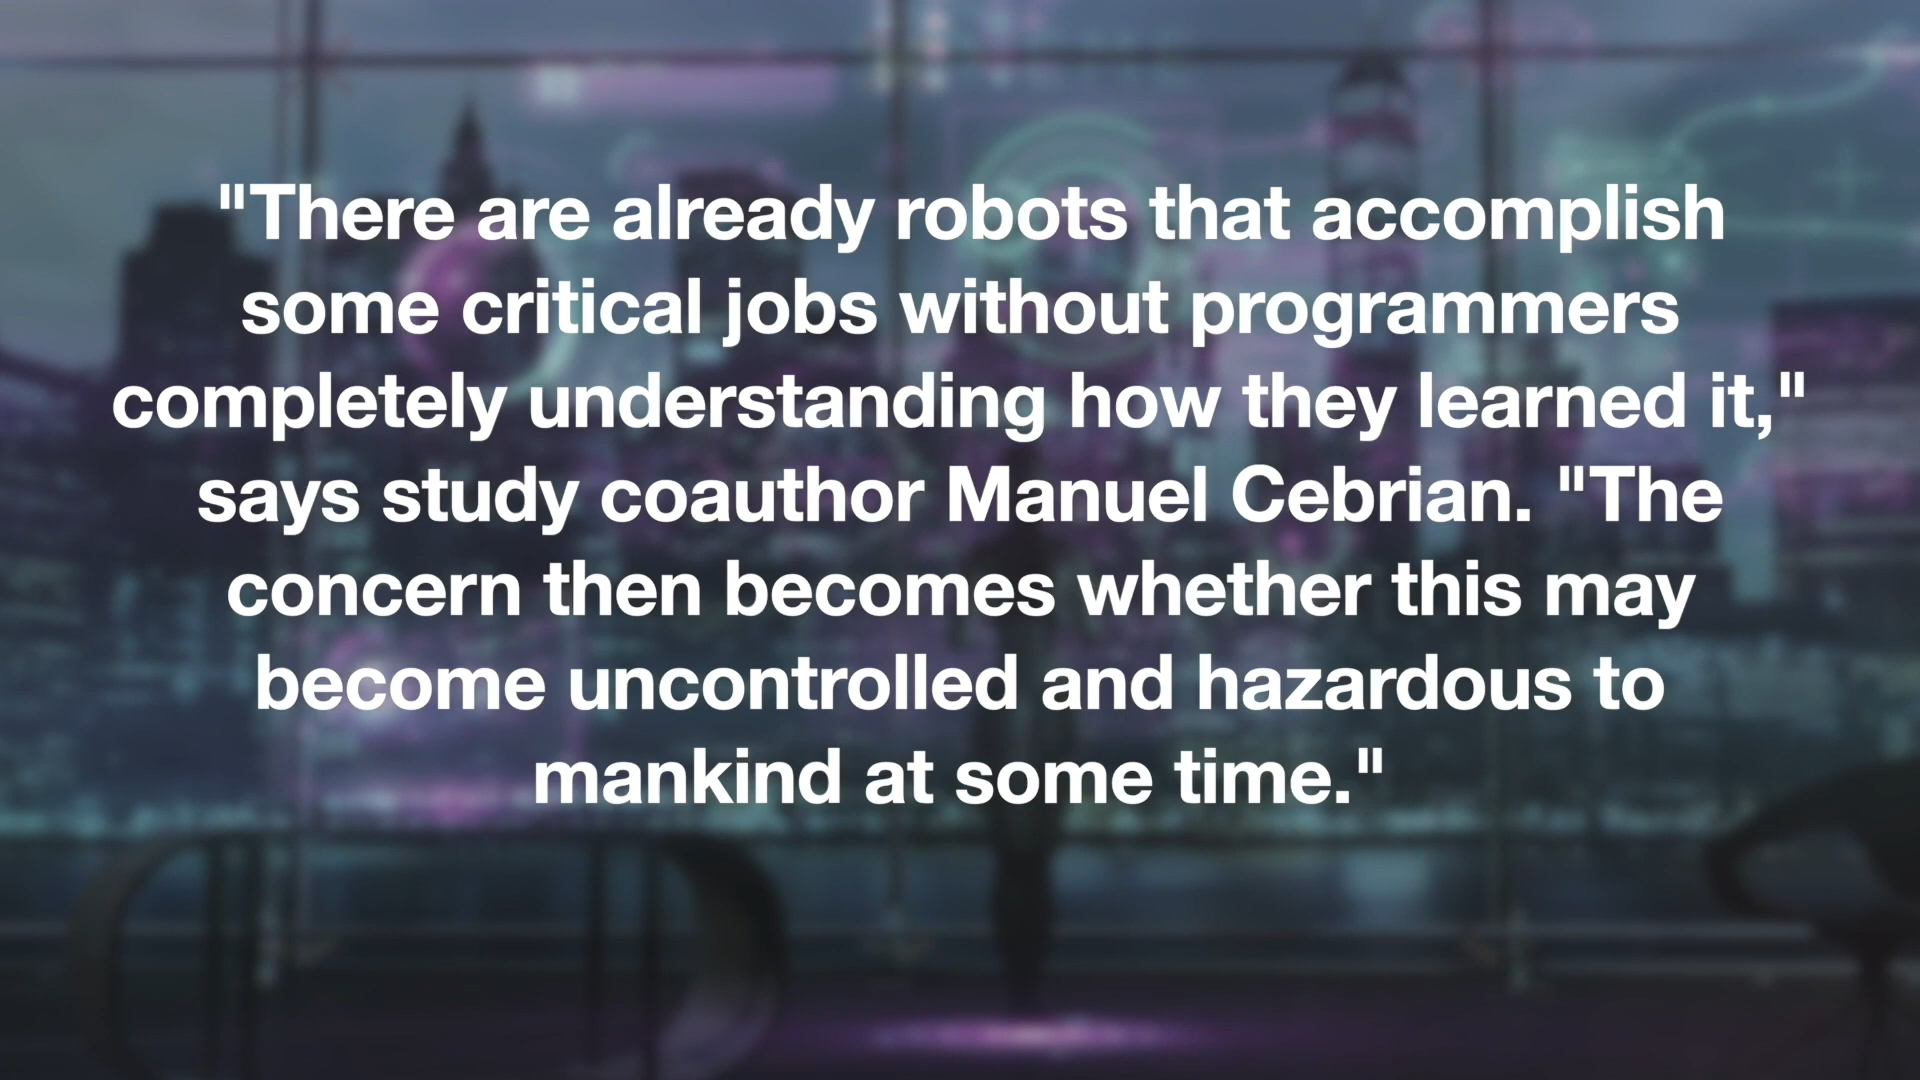 "There are already robots that accomplish
some critical jobs without programmers
completely understanding how they learned it,"
says study coauthor Manuel Cebrian. "The
concern then becomes whether this may
become uncontrolled and hazardous to
mankind at some time."